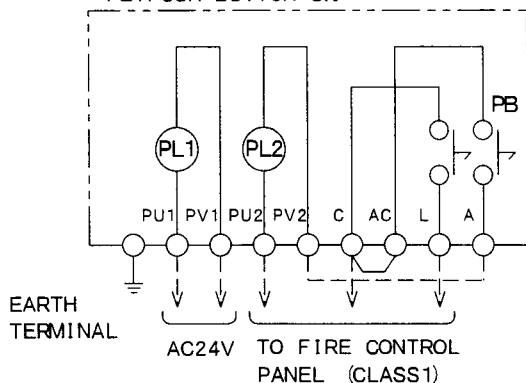 PB
PL1 PL2
PU1 PV1 PU2 PV2 C AC L A
EARTH
TERMINAL
AC24V TO FIRE CONTROL
PANEL (CLASS1)